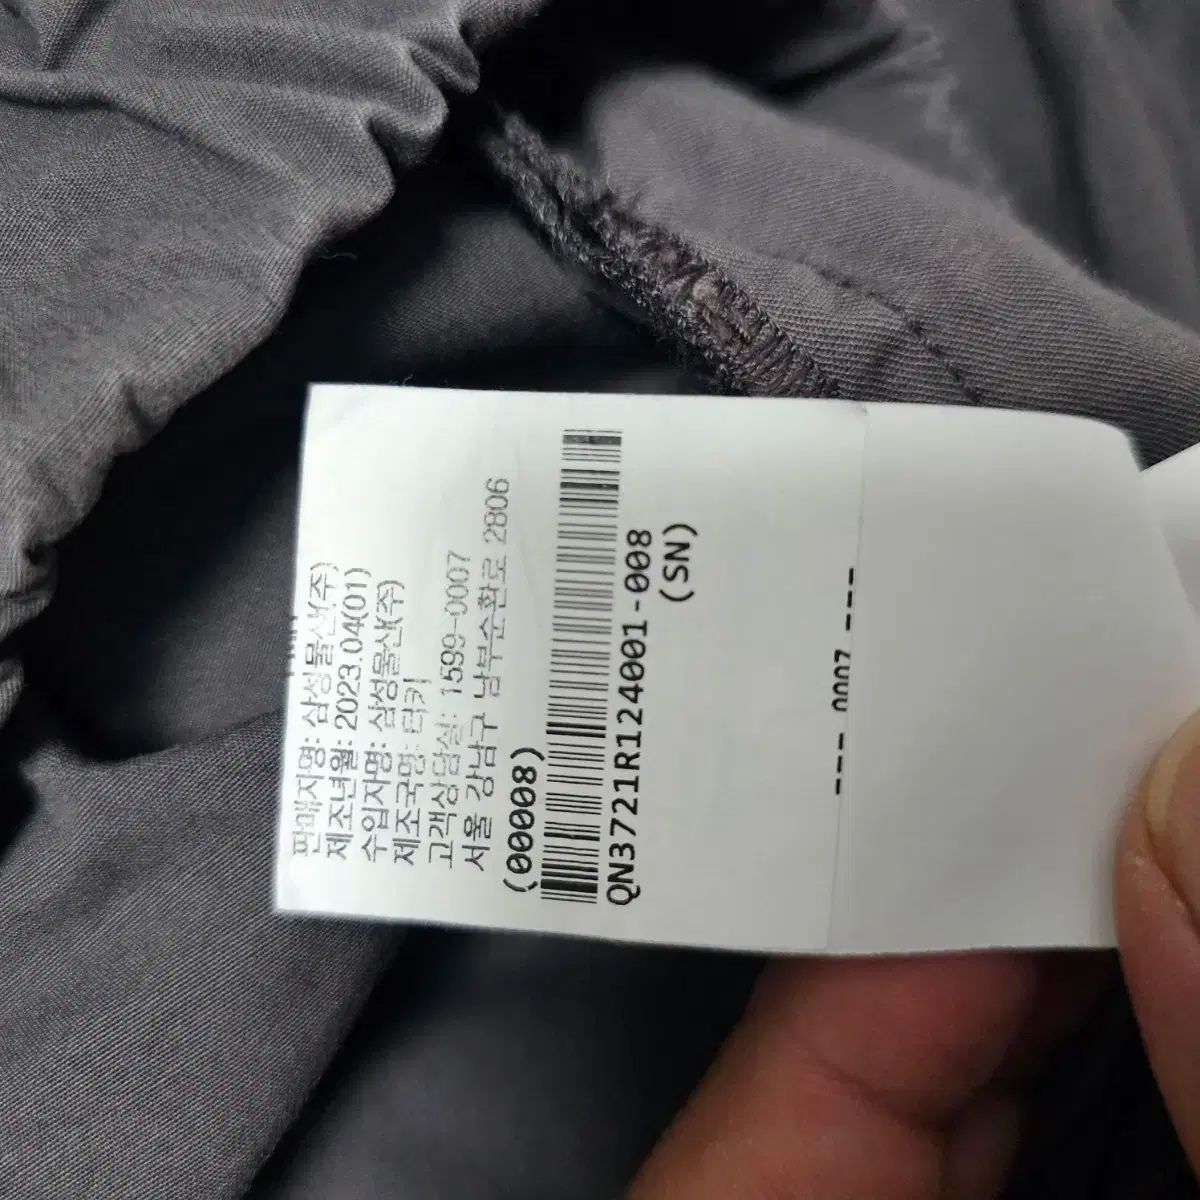 판매자명: 삼성물산(주)
제조년월: 2023.04(01)
수입자명: 삼성물산(주)
제조국명: 터키
고객상담실: 1599-0007
서울 강남구 남부순환로 2806
(00008)
QN3721R124001-008
(SN)
--- 0007 ---